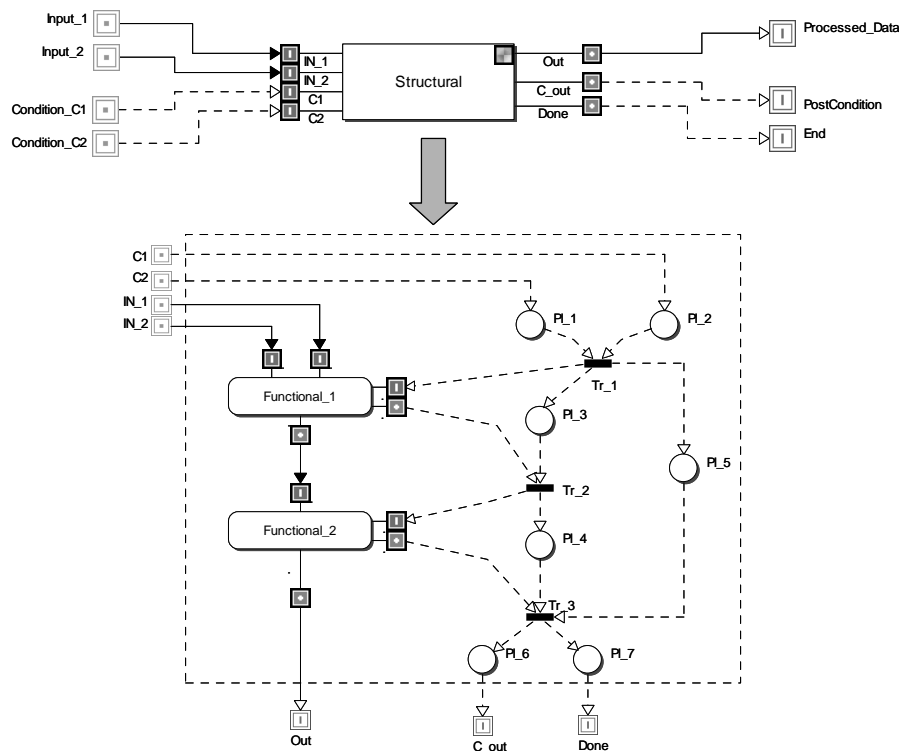 Input_1
Input_2
Condition_C1
Condition_C2
IN_1
IN_2
C1
C2
Structural
Out
C_out
Done
Processed_Data
PostCondition
End
C1
C2
IN_1
IN_2
Pl_1
Pl_2
Tr_1
Functional_1
Pl_3
Pl_5
Tr_2
Functional_2
Pl_4
Tr_3
Pl_6
Pl_7
Out
C_out
Done